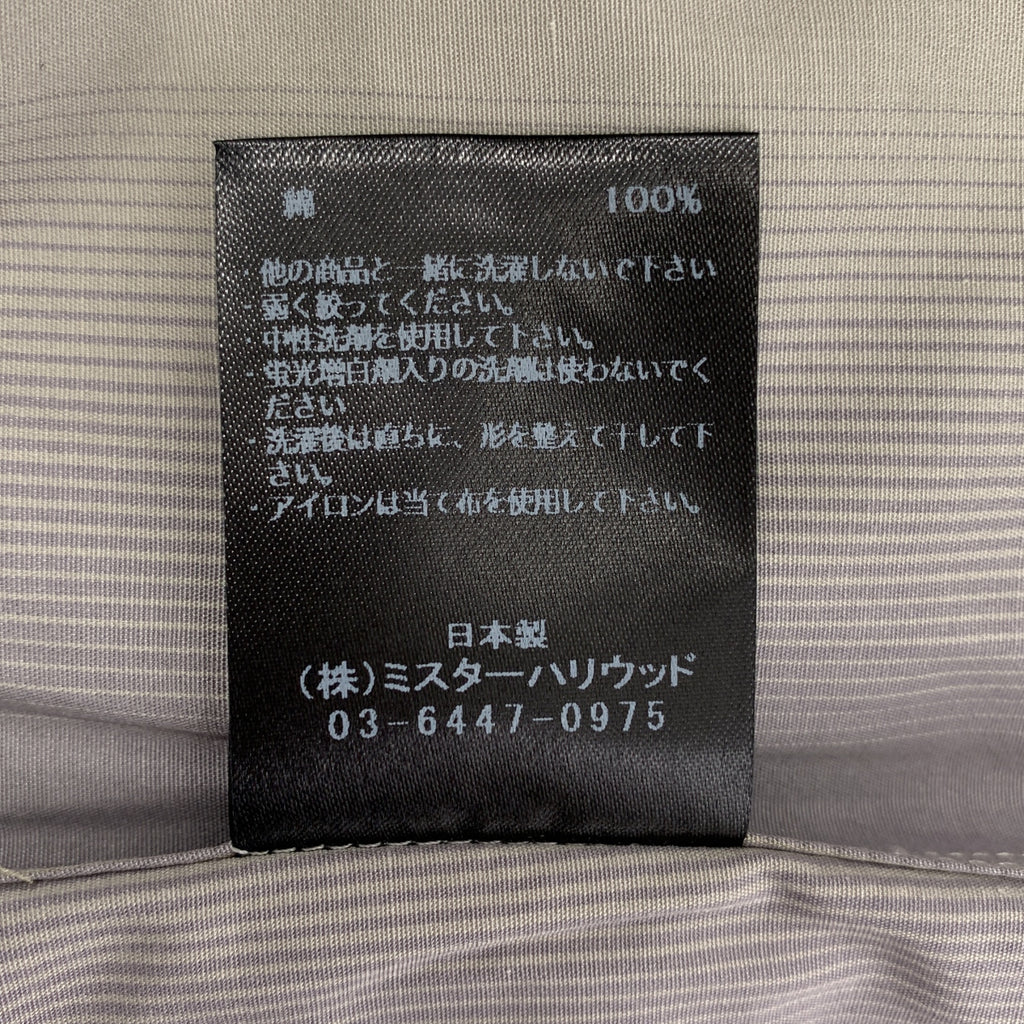 綿 100%
・他の商品と一緒に洗濯しないで下さい
・弱く絞ってください。
・中性洗剤を使用して下さい。
・蛍光増白剤入りの洗剤は使わないでく
ださい
・洗濯後は直ちに、形を整えて干して下
さい。
・アイロンは当て布を使用して下さい。
日本製
(株)ミスターハリウッド
03-6447-0975